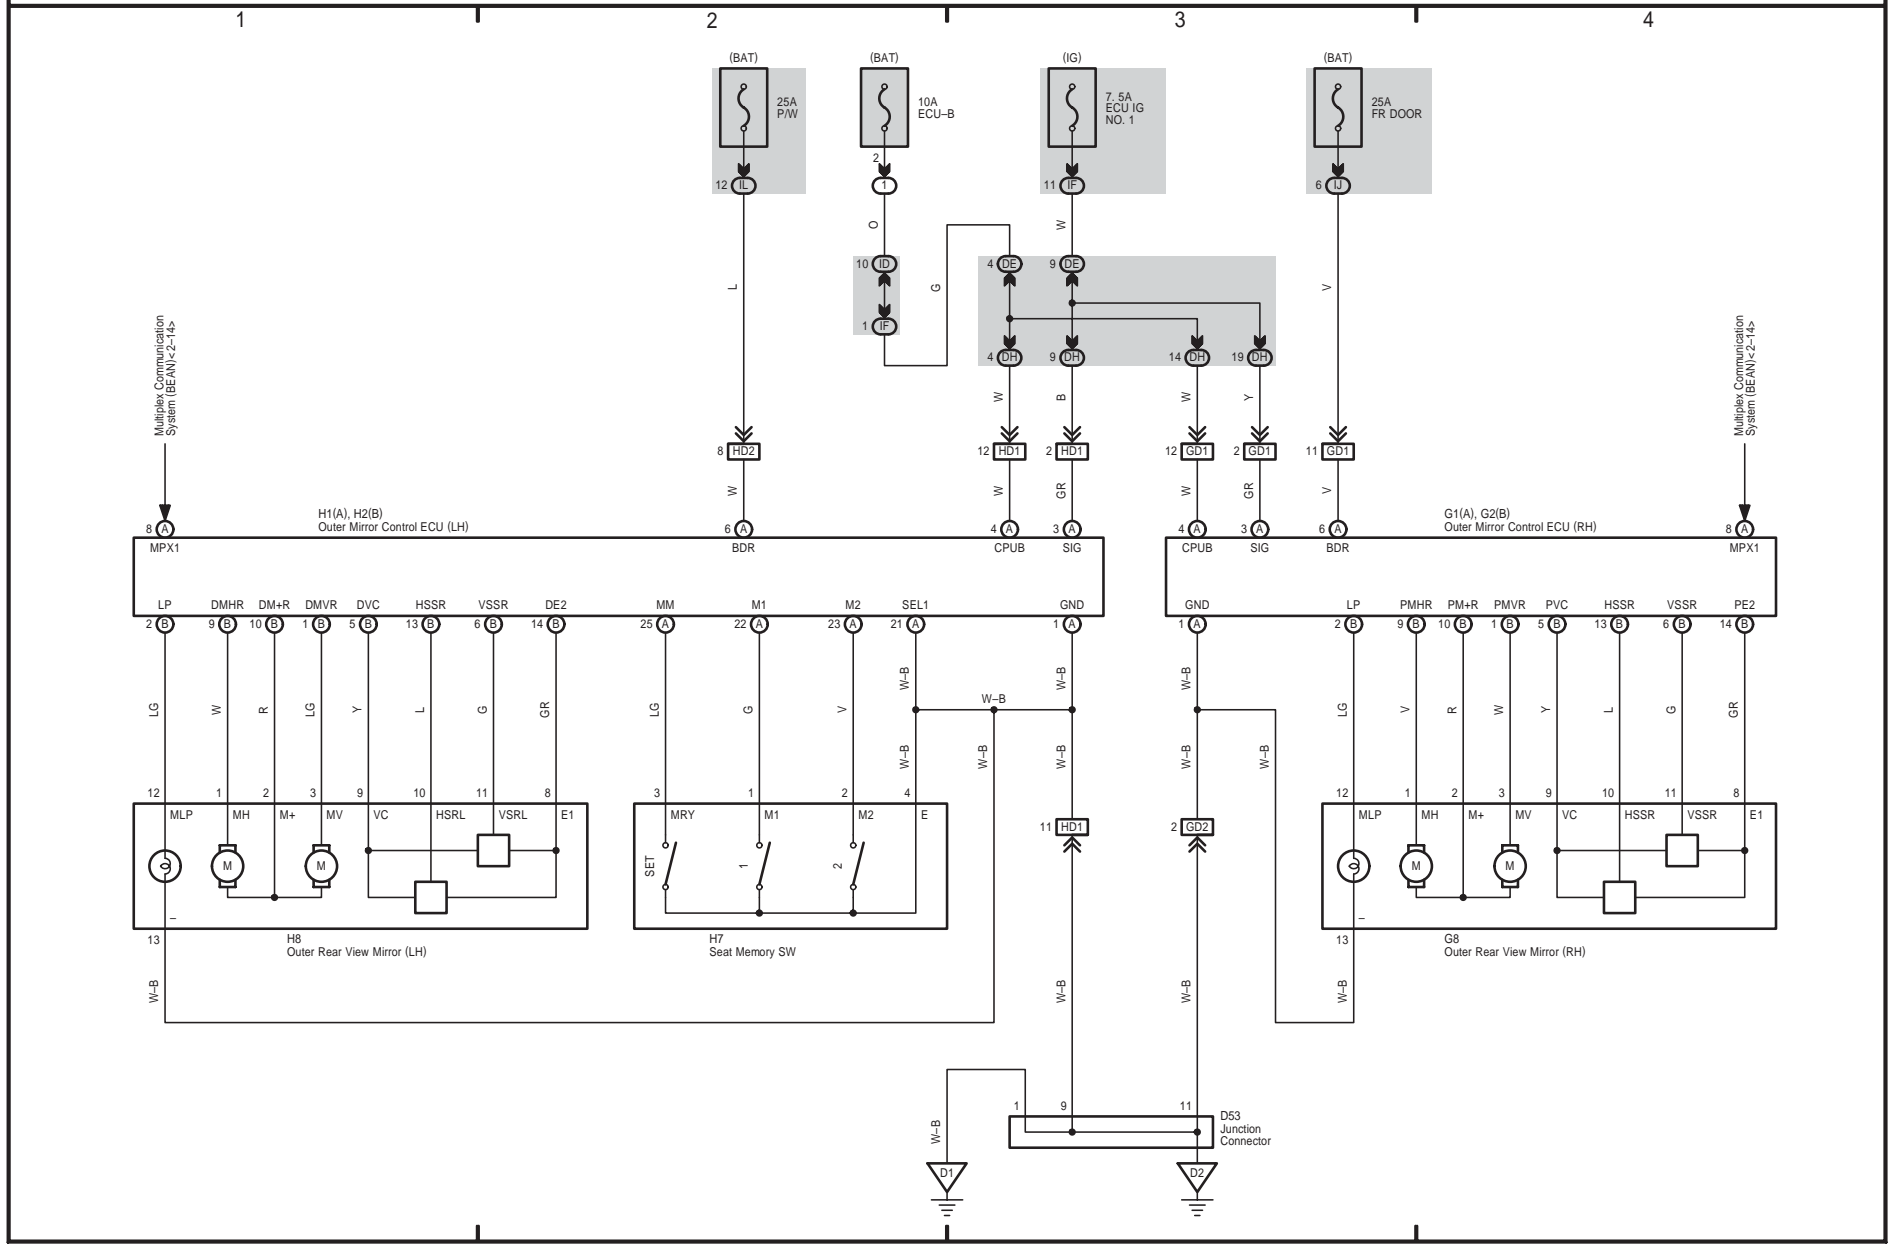 1 2 3 4
(BAT) (BAT) (IG) (BAT)
25A
P/W
10A
ECU–B
7. 5A
ECU IG
NO. 1
25A
FR DOOR
2
12 IL 1 11 IF 6 IJ
O W
10 ID 4 DE 9 DE
L G V
1 IF
4 DH 9 DH 14 DH 19 DH
Multiplex Communication
System (BEAN)<2–14>
Multiplex Communication
System (BEAN)<2–14>
W B W Y
8 HD2 12 HD1 2 HD1 12 GD1 2 GD1 11 GD1
W W GR W GR V
H1(A), H2(B)
Outer Mirror Control ECU (LH)
G1(A), G2(B)
Outer Mirror Control ECU (RH)
8 A 6 A 4 A 3 A 4 A 3 A 6 A 8 A
MPX1 BDR CPUB SIG CPUB SIG BDR MPX1
LP DMHR DM+R DMVR DVC HSSR VSSR DE2 MM M1 M2 SEL1 GND GND LP PMHR PM+R PMVR PVC HSSR VSSR PE2
2 B 9 B 10 B 1 B 5 B 13 B 6 B 14 B 25 A 22 A 23 A 21 A 1 A 1 A 2 B 9 B 10 B 1 B 5 B 13 B 6 B 14 B
W–B W–B W–B
W–B
LG W R LG Y L G GR LG G V LG V R W Y L G GR
W–B W–B W–B W–B W–B
12 1 2 3 9 10 11 8 3 1 2 4 12 1 2 3 9 10 11 8
MLP MH M+ MV VC HSRL VSRL E1 MRY M1 M2 E MLP MH M+ MV VC HSSR VSSR E1
11 HD1 2 GD2
M M SET 1 2 M M
– –
13 13
H8
Outer Rear View Mirror (LH)
H7
Seat Memory SW
G8
Outer Rear View Mirror (RH)
W–B W–B W–B W–B
1 9 11
D53
Junction
Connector
W–B
D1 D2